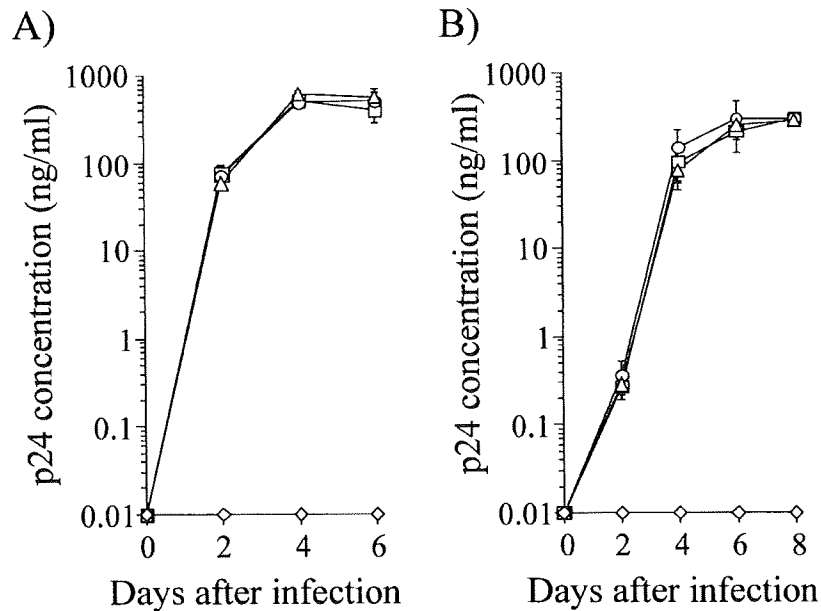 A)
p24 concentration (ng/ml)
1000
100
10
1
0.1
0.01
0 2 4 6
Days after infection
B)
p24 concentration (ng/ml)
1000
100
10
1
0.1
0.01
0 2 4 6 8
Days after infection